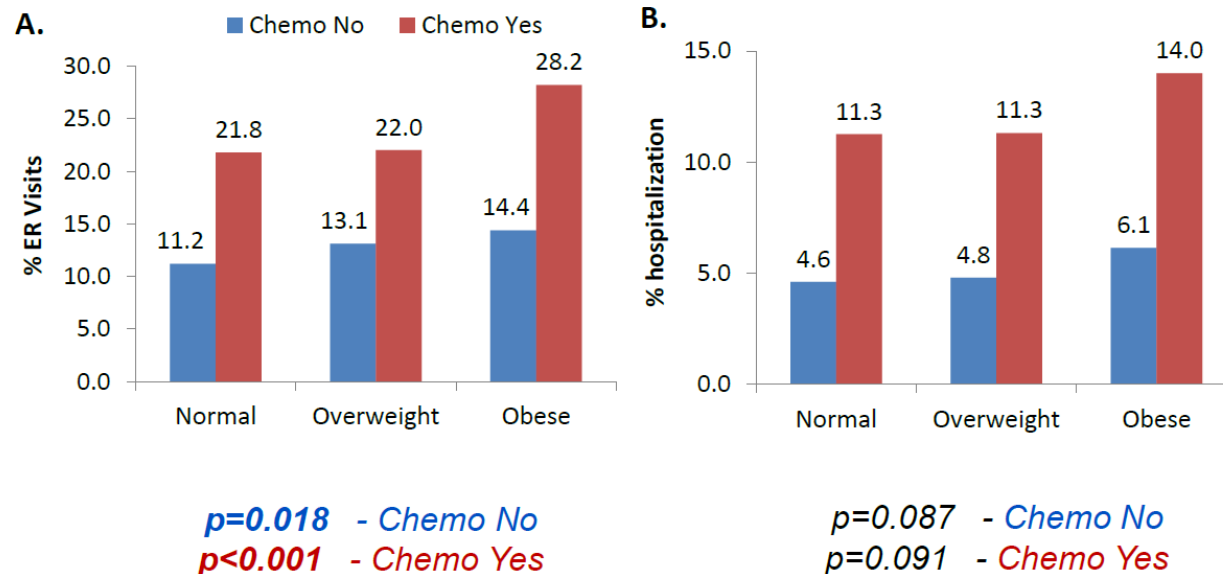 A.
Chemo No Chemo Yes
% ER Visits
30.0
25.0
20.0
15.0
10.0
5.0
0.0
11.2 21.8 13.1 22.0 14.4 28.2
Normal Overweight Obese
p=0.018 - Chemo No
p<0.001 - Chemo Yes
B.
% hospitalization
15.0
10.0
5.0
0.0
4.6 11.3 4.8 11.3 6.1 14.0
Normal Overweight Obese
p=0.087 - Chemo No
p=0.091 - Chemo Yes